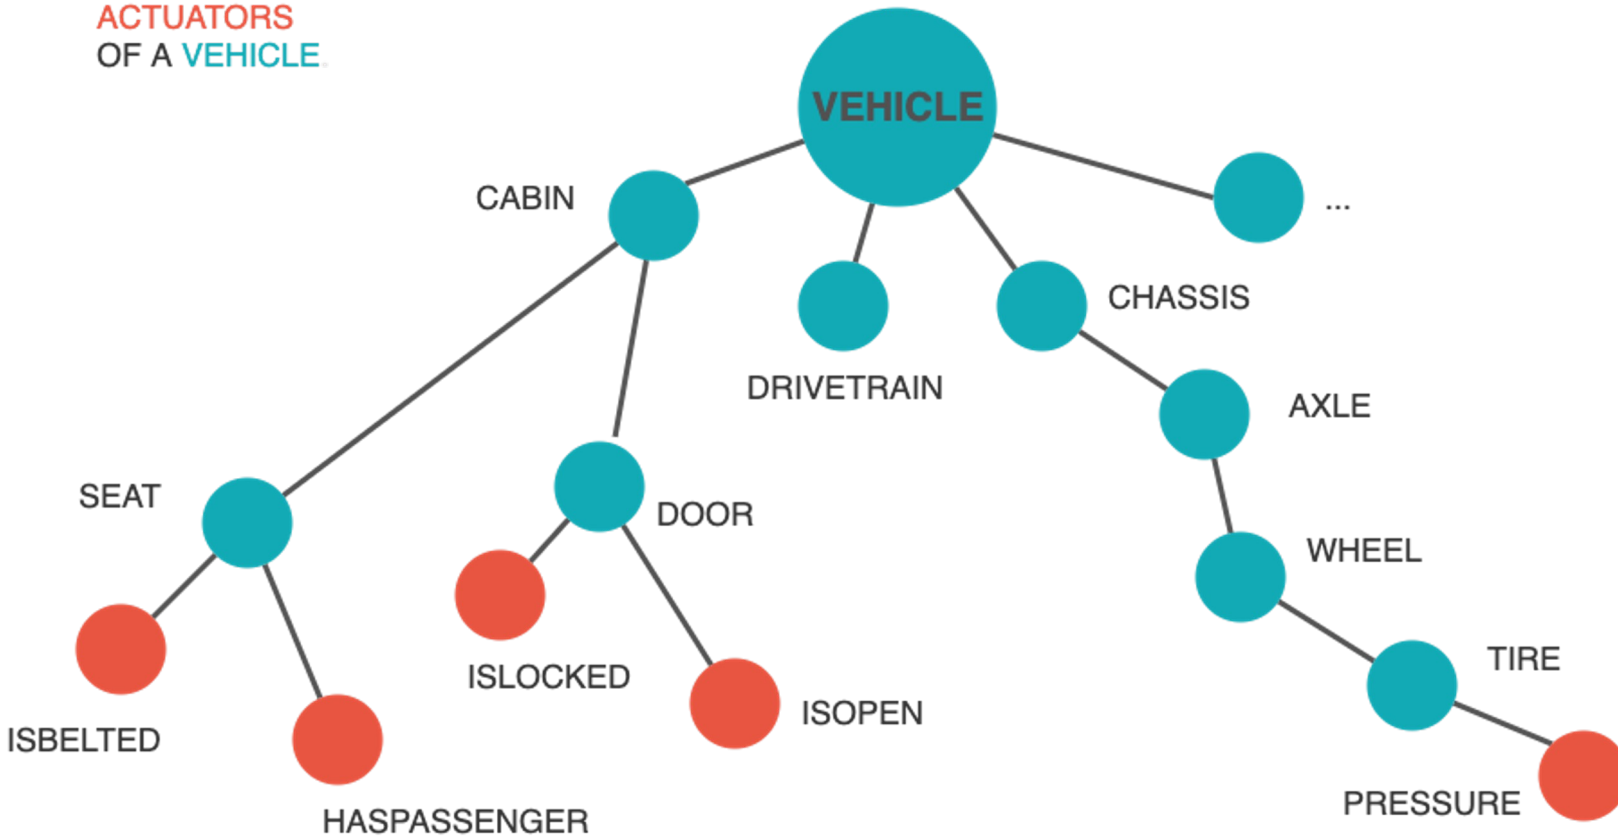 ACTUATORS
OF A VEHICLE.
VEHICLE
CABIN
...
CHASSIS
DRIVETRAIN
AXLE
SEAT
DOOR
WHEEL
TIRE
ISLOCKED
ISOPEN
ISBELTED
PRESSURE
HASPASSENGER